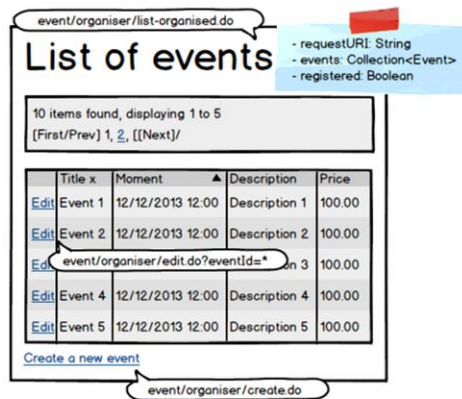 event/organiser/list-organised.do
List of events
- requestURI: String
- events: Collection<Event>
- registered: Boolean
10 items found, displaying 1 to 5
[First/Prev] 1, 2, [[Next]/
Title x Moment ▲ Description Price
Edit Event 1 12/12/2013 12:00 Description 1 100.00
Edit Event 2 12/12/2013 12:00 Description 2 100.00
event/organiser/edit.do?eventId=*
3 100.00
Edit Event 4 12/12/2013 12:00 Description 4 100.00
Edit Event 5 12/12/2013 12:00 Description 5 100.00
Create a new event
event/organiser/create.do